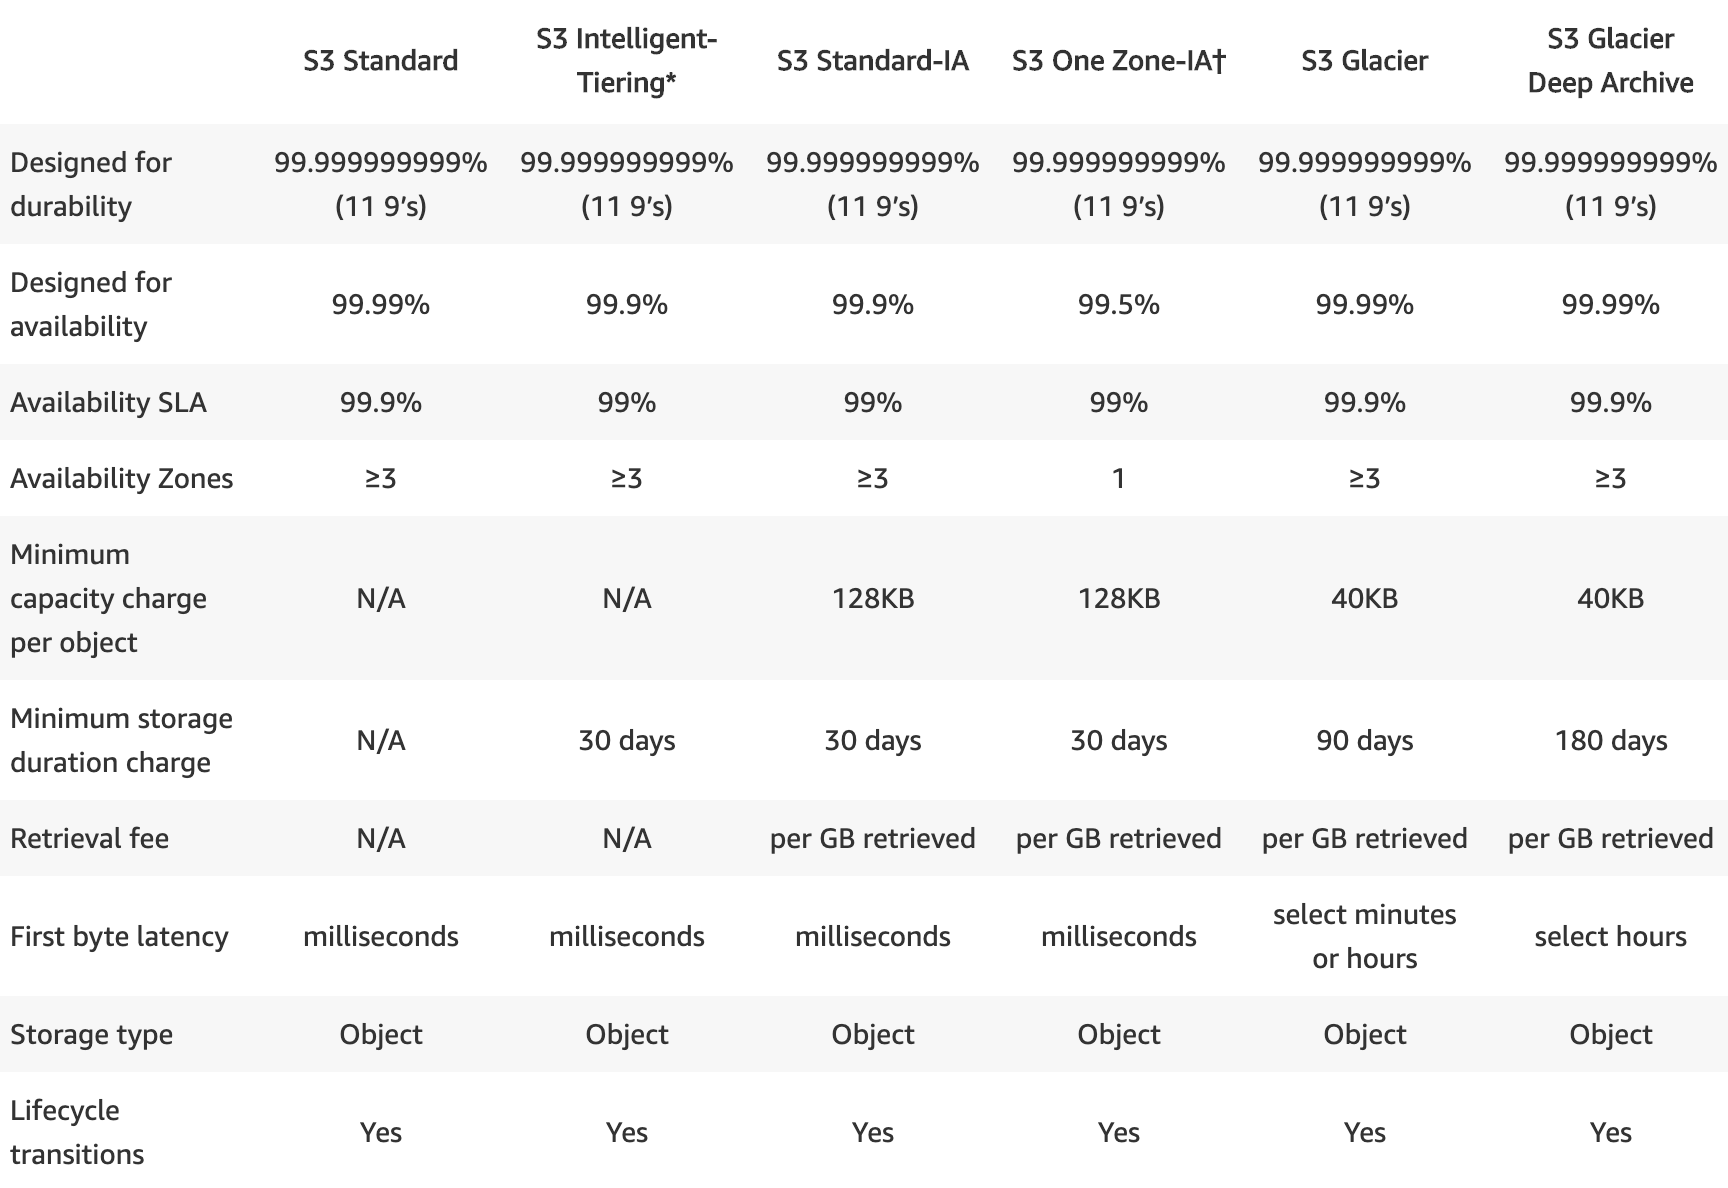 S3 Standard S3 Intelligent- S3 Standard-IA S3 One Zone-IA† S3 Glacier S3 Glacier
Tiering* Deep Archive
Designed for 99.999999999% 99.999999999% 99.999999999% 99.999999999% 99.999999999% 99.999999999%
durability (11 9’s) (11 9’s) (11 9’s) (11 9’s) (11 9’s) (11 9’s)
Designed for
availability 99.99% 99.9% 99.9% 99.5% 99.99% 99.99%
Availability SLA 99.9% 99% 99% 99% 99.9% 99.9%
Availability Zones ≥3 ≥3 ≥3 1 ≥3 ≥3
Minimum
capacity charge N/A N/A 128KB 128KB 40KB 40KB
per object
Minimum storage
duration charge N/A 30 days 30 days 30 days 90 days 180 days
Retrieval fee N/A N/A per GB retrieved per GB retrieved per GB retrieved per GB retrieved
First byte latency milliseconds milliseconds milliseconds milliseconds select minutes select hours
or hours
Storage type Object Object Object Object Object Object
Lifecycle
transitions Yes Yes Yes Yes Yes Yes